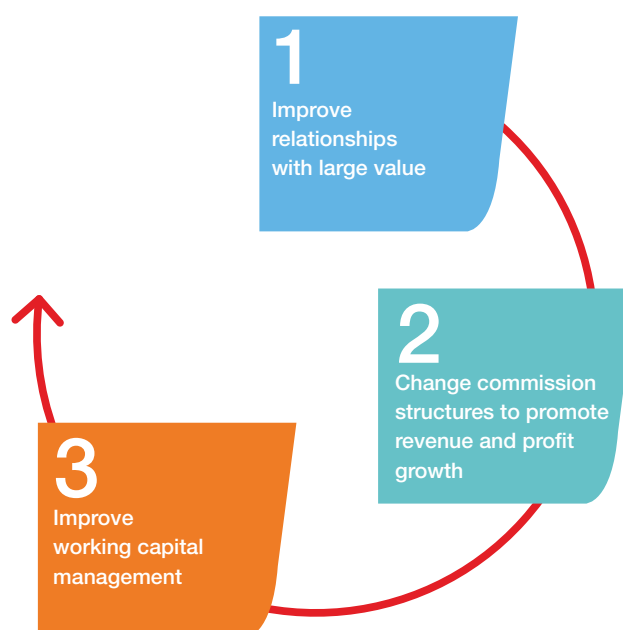 1
Improve
relationships
with large value
2
Change commission
structures to promote
revenue and profit
growth
3
Improve
working capital
management